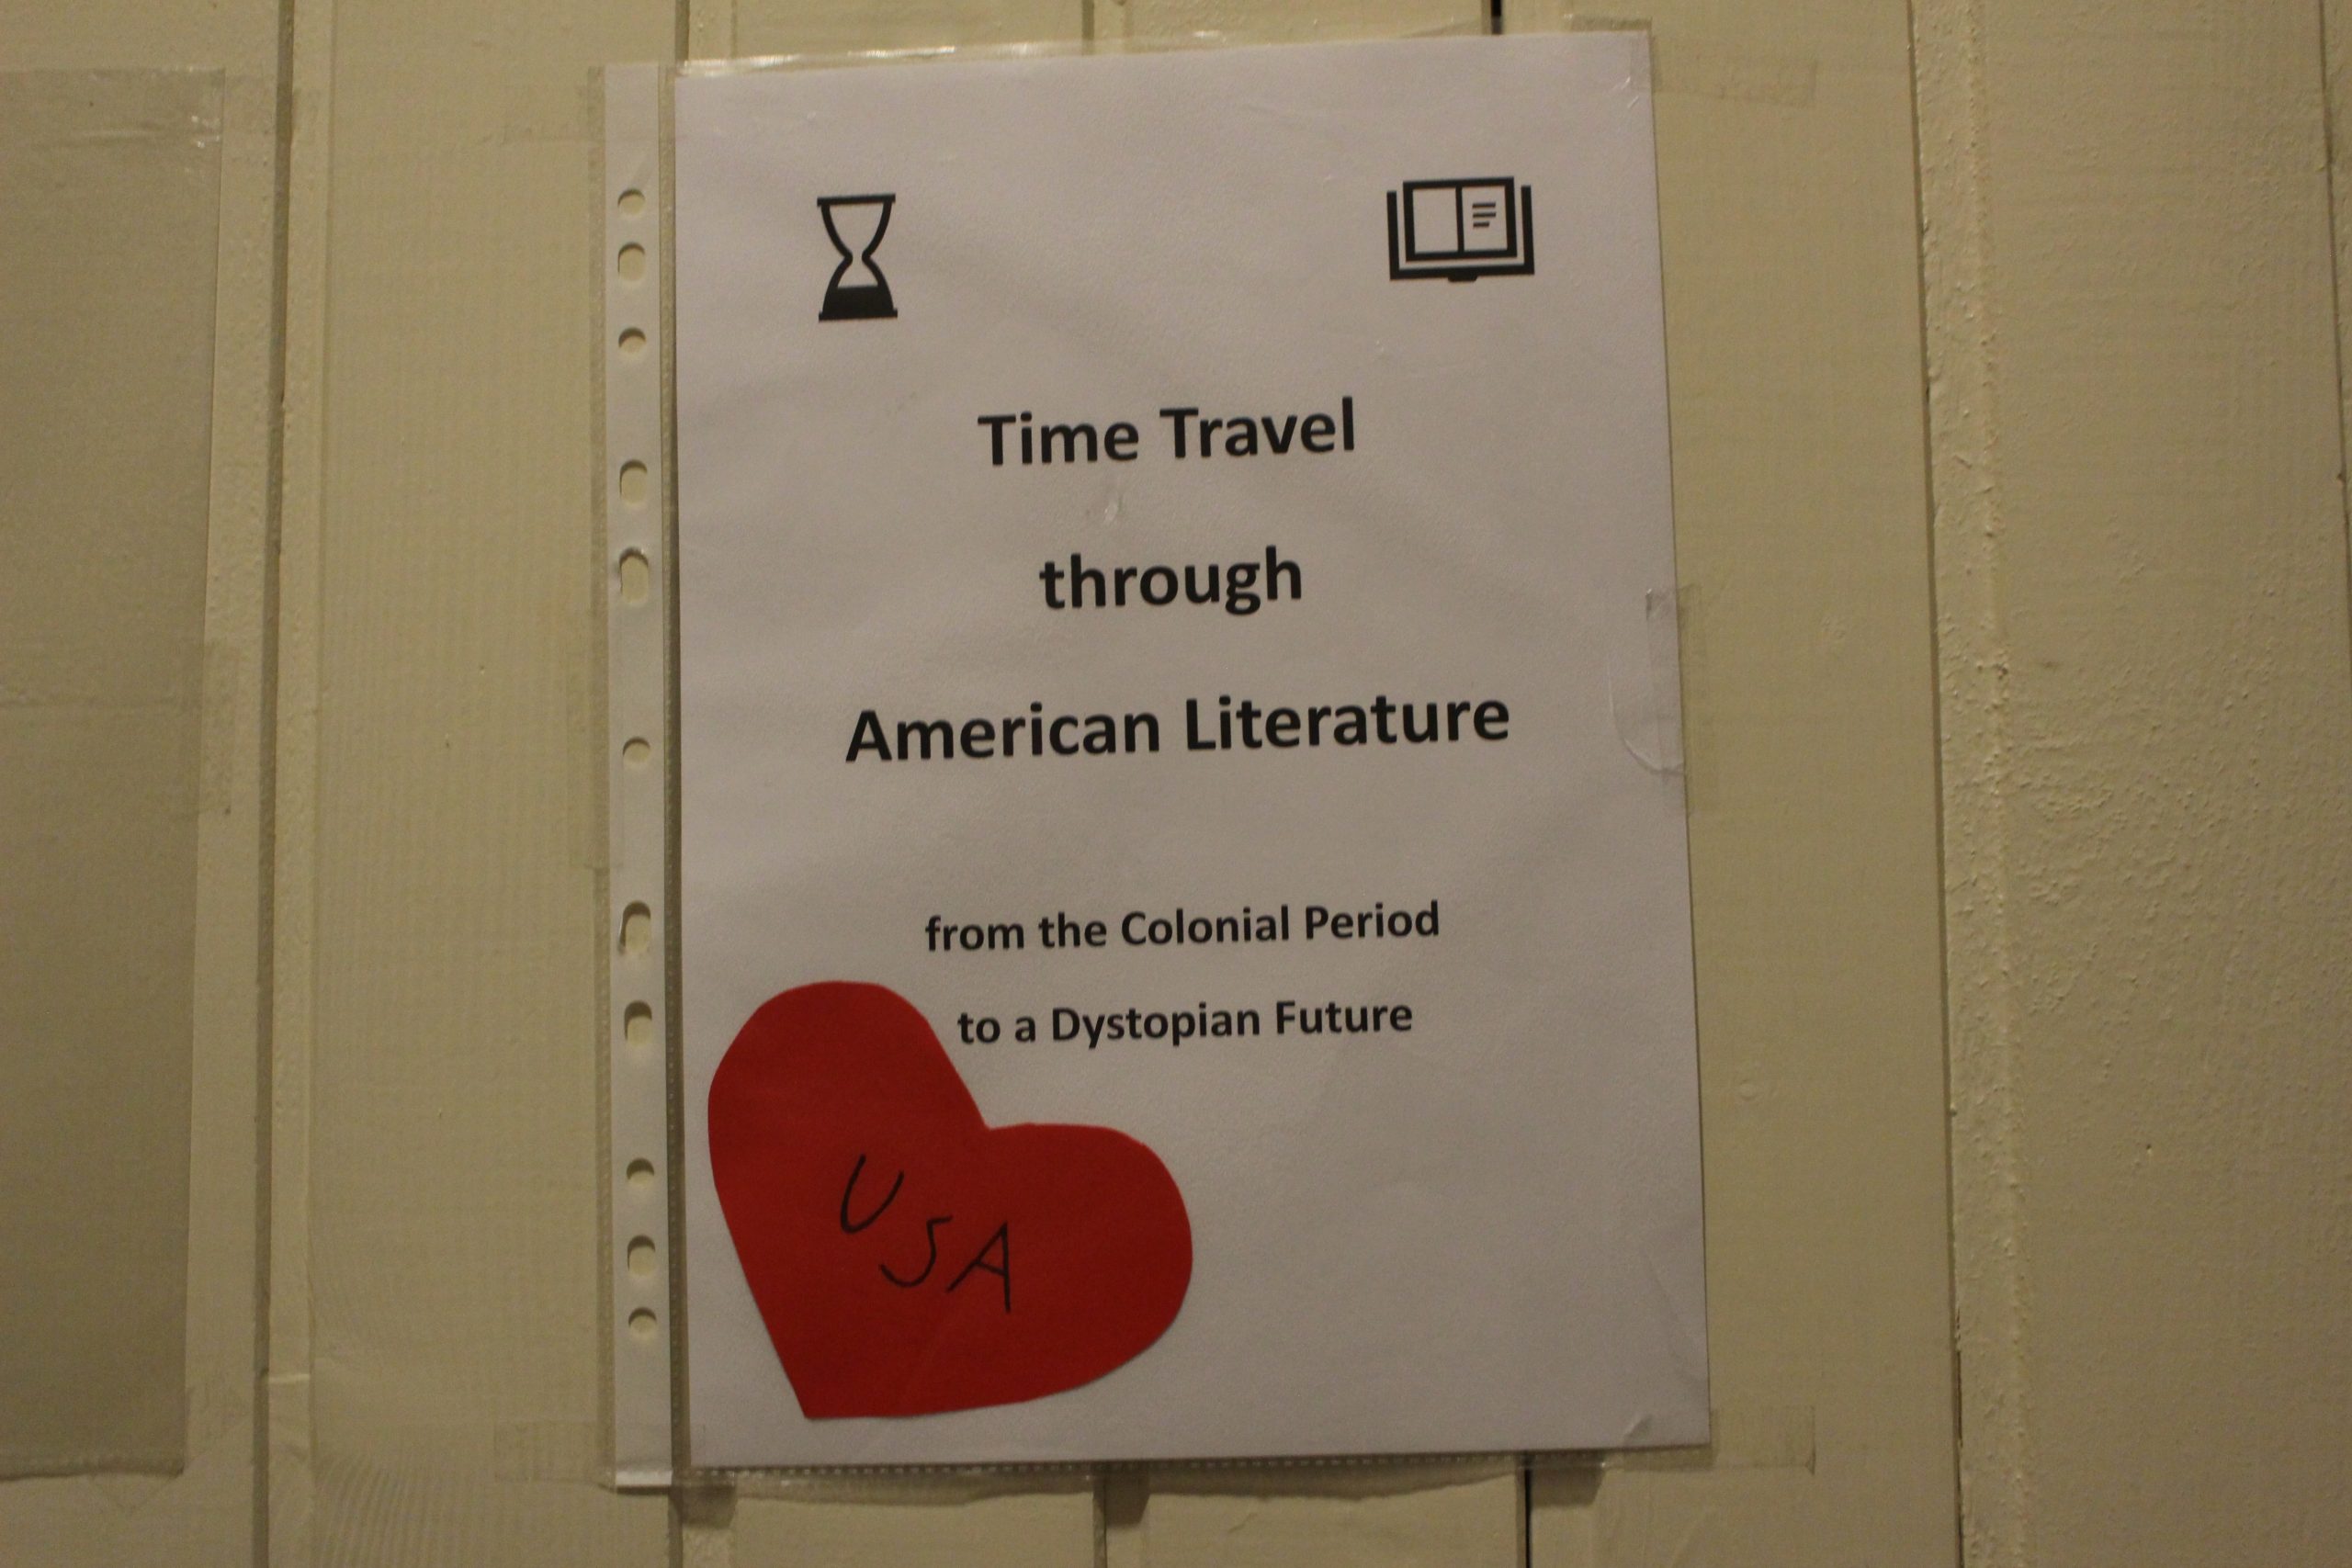 Time Travel
through
American Literature
from the Colonial Period
to a Dystopian Future
USA